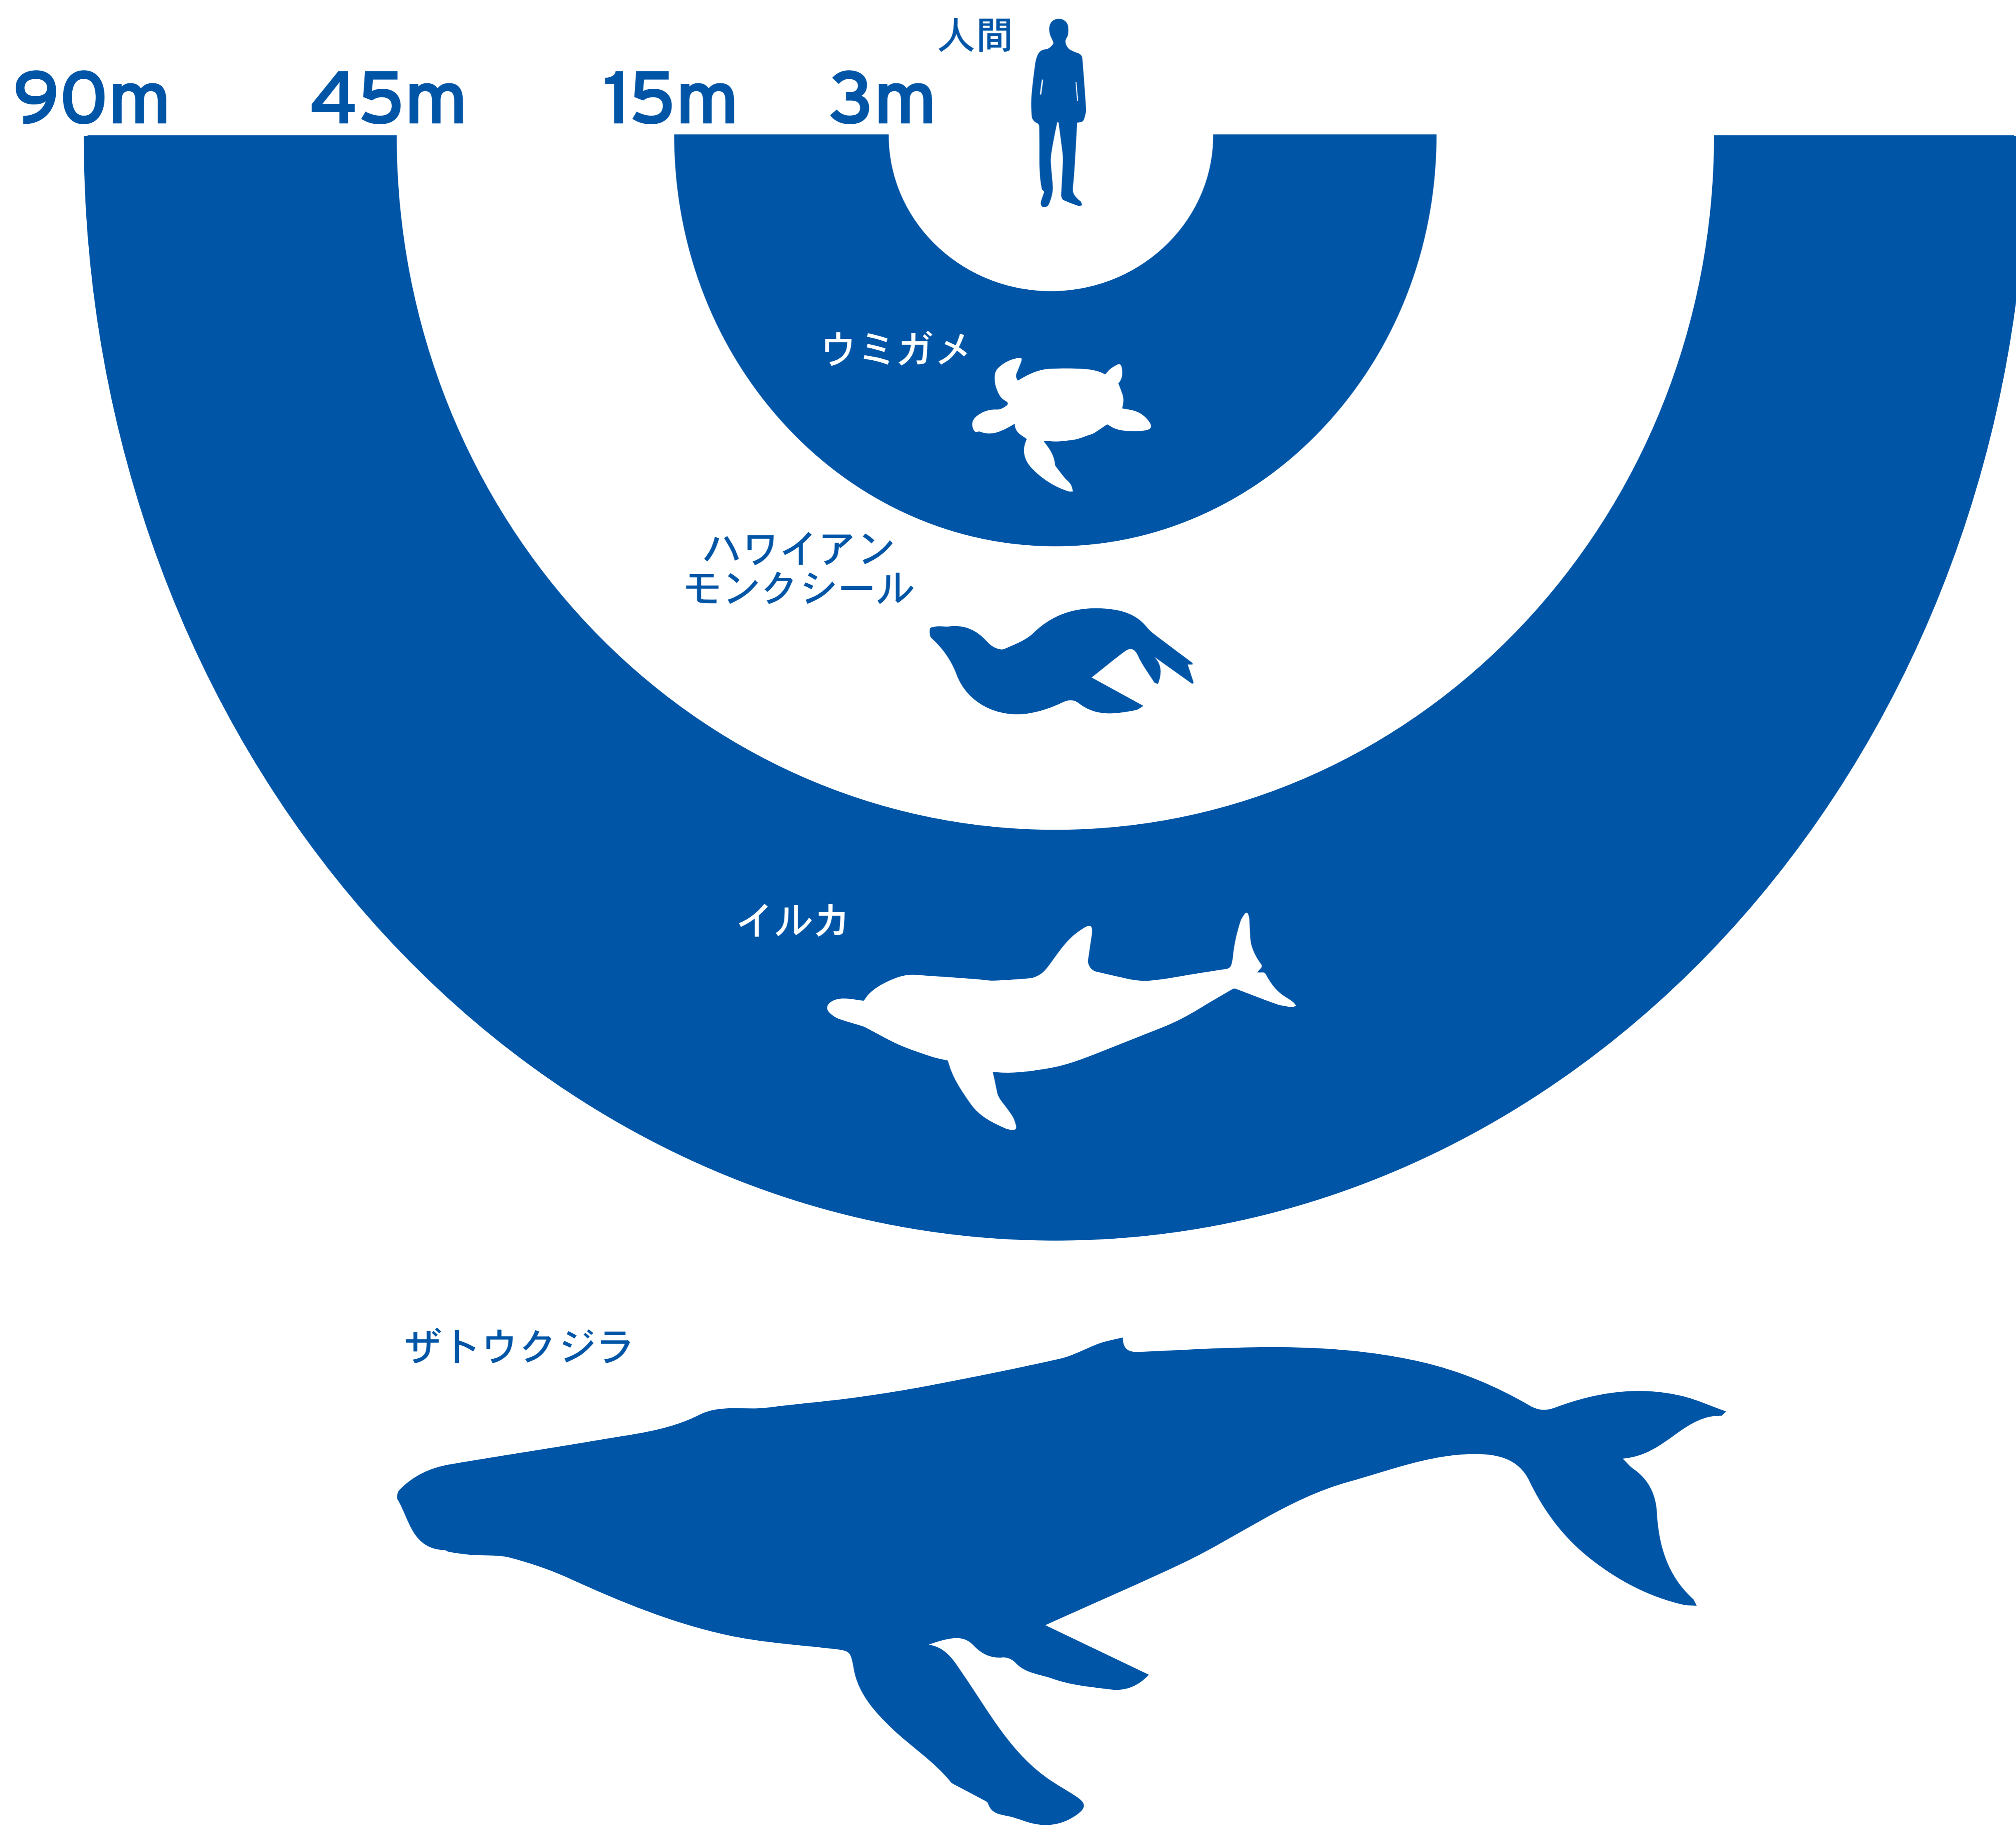 人間
90m 45m 15m 3m
ウミガメ
ハワイアン
モンクシール
イルカ
ザトウクジラ